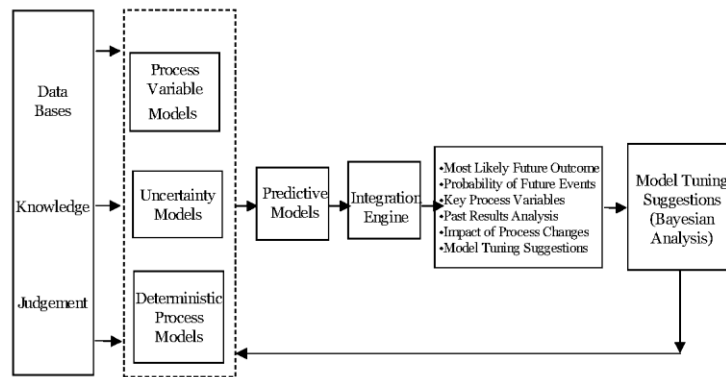 Data
Bases
Knowledge
Judgement
Process
Variable
Models
Uncertainty
Models
Deterministic
Process
Models
Predictive
Models
Integration
Engine
•Most Likely Future Outcome
•Probability of Future Events
•Key Process Variables
•Past Results Analysis
•Impact of Process Changes
•Model Tuning Suggestions
Model Tuning
Suggestions
(Bayesian
Analysis)